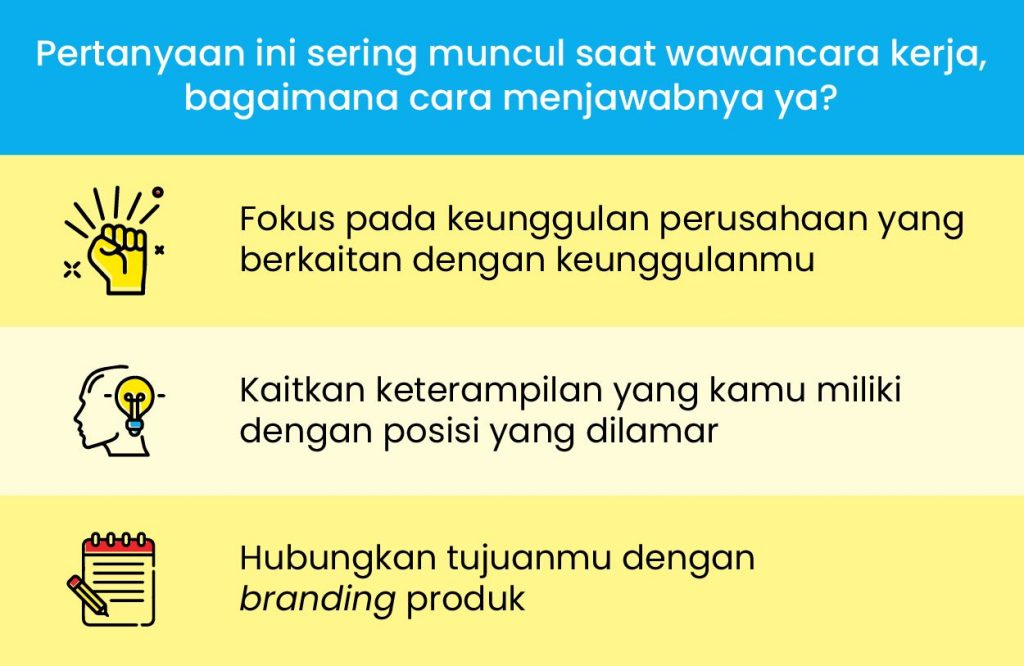 Pertanyaan ini sering muncul saat wawancara kerja,
bagaimana cara menjawabnya ya?
Fokus pada keunggulan perusahaan yang
berkaitan dengan keunggulanmu
Kaitkan keterampilan yang kamu miliki
dengan posisi yang dilamar
Hubungkan tujuanmu dengan
branding produk